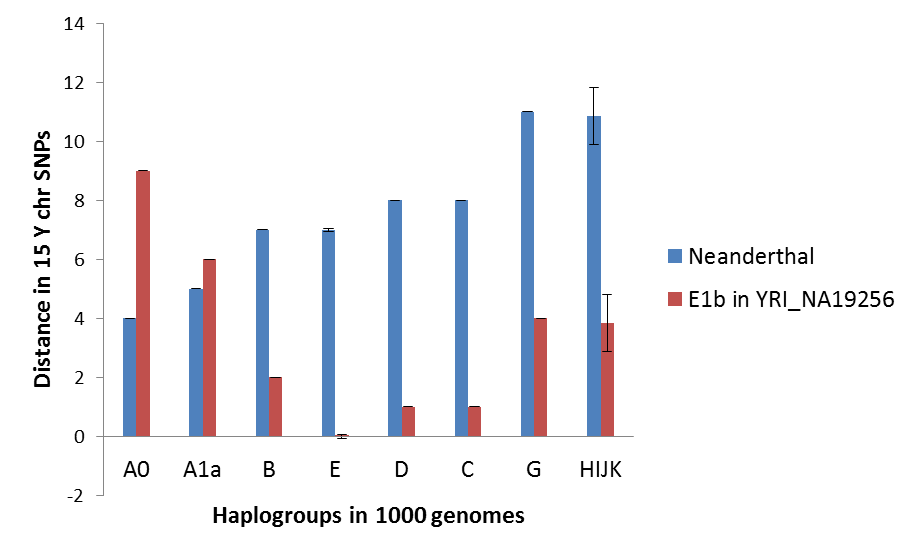 Distance in 15 Y chr SNPs
14
12
10
8
6
4
2
0
-2
A0 A1a B E D C G HIJK
Haplogroups in 1000 genomes
Neanderthal
E1b in YRI_NA19256